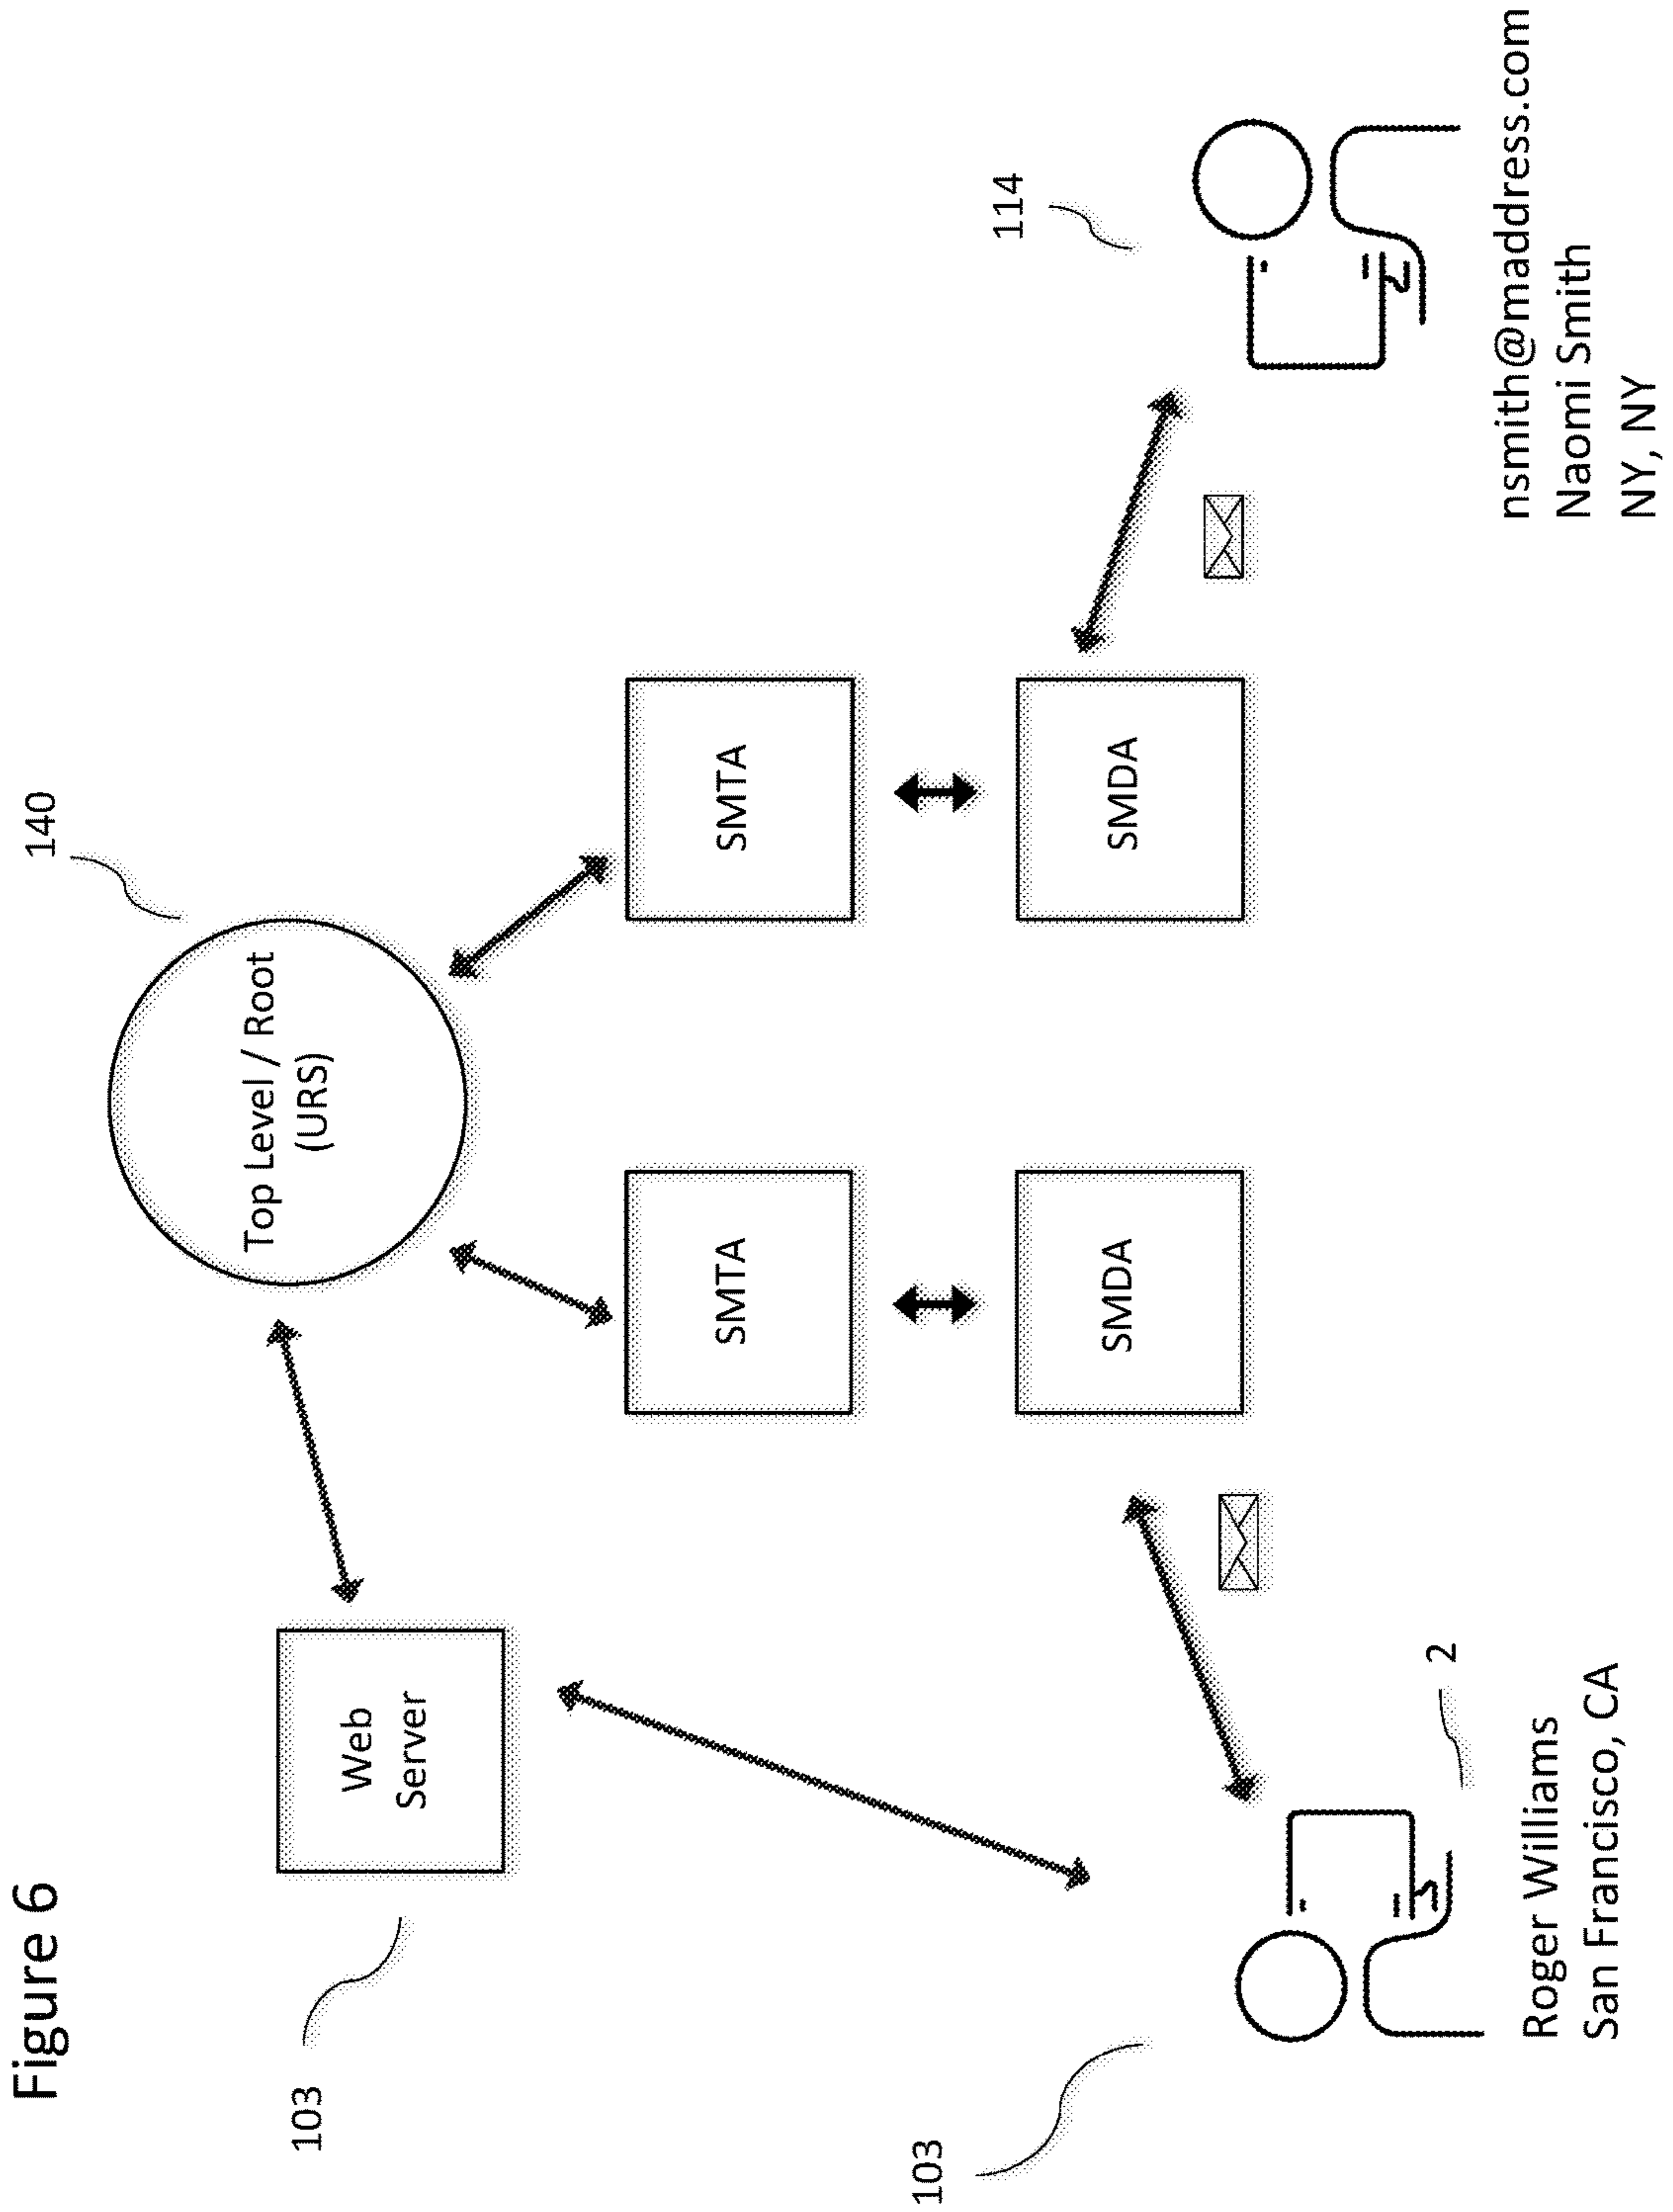 Figure 6
140
Top Level / Root
(URS)
103
Web
Server
SMTA
SMTA
SMDA
SMDA
103
114
2
Roger Williams
San Francisco, CA
nsmith@maddress.com
Naomi Smith
NY, NY